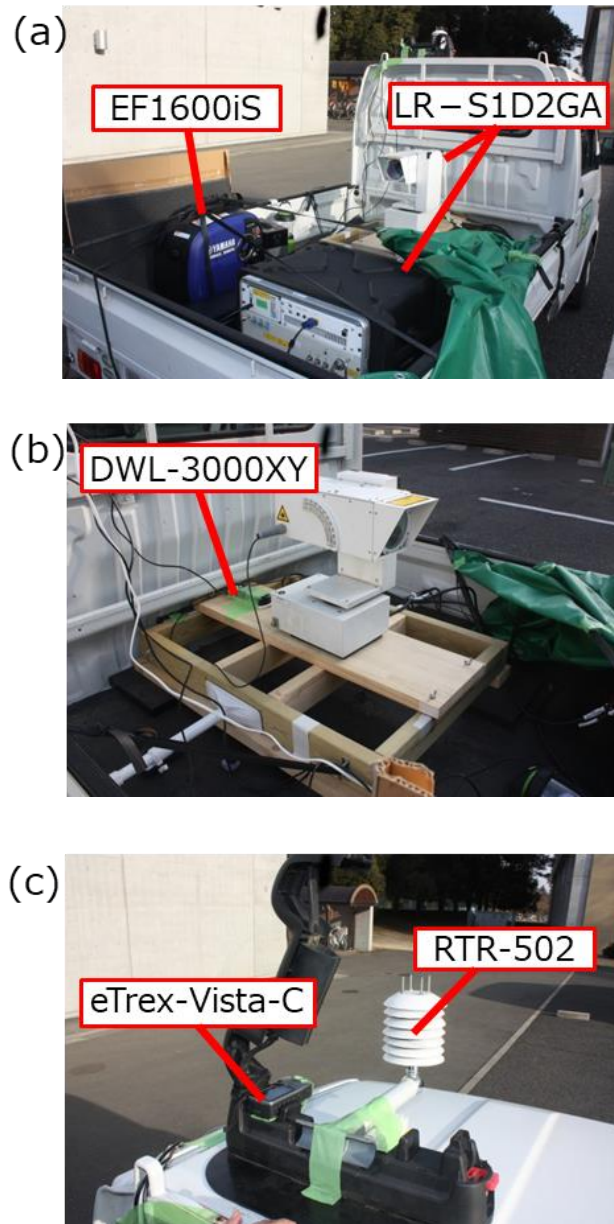 (a)
EF1600iS
LR－S1D2GA
YAMAHA
(b)
DWL-3000XY
(c)
RTR-502
eTrex-Vista-C